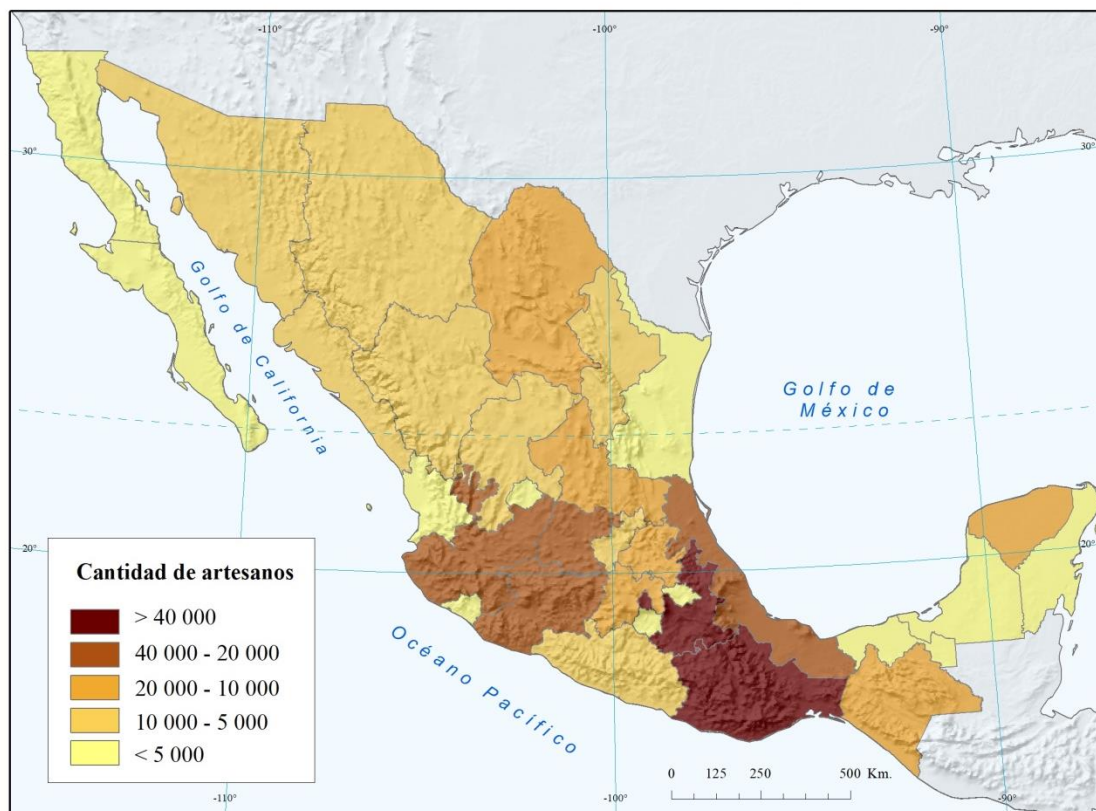 -110°
-100°
-90°
30°
30°
Golfo de California
Golfo de
México
20°
20°
Océano Pacífico
Cantidad de artesanos
> 40 000
40 000 - 20 000
20 000 - 10 000
10 000 - 5 000
< 5 000
0 125 250 500 Km.
-110°
-100°
-90°